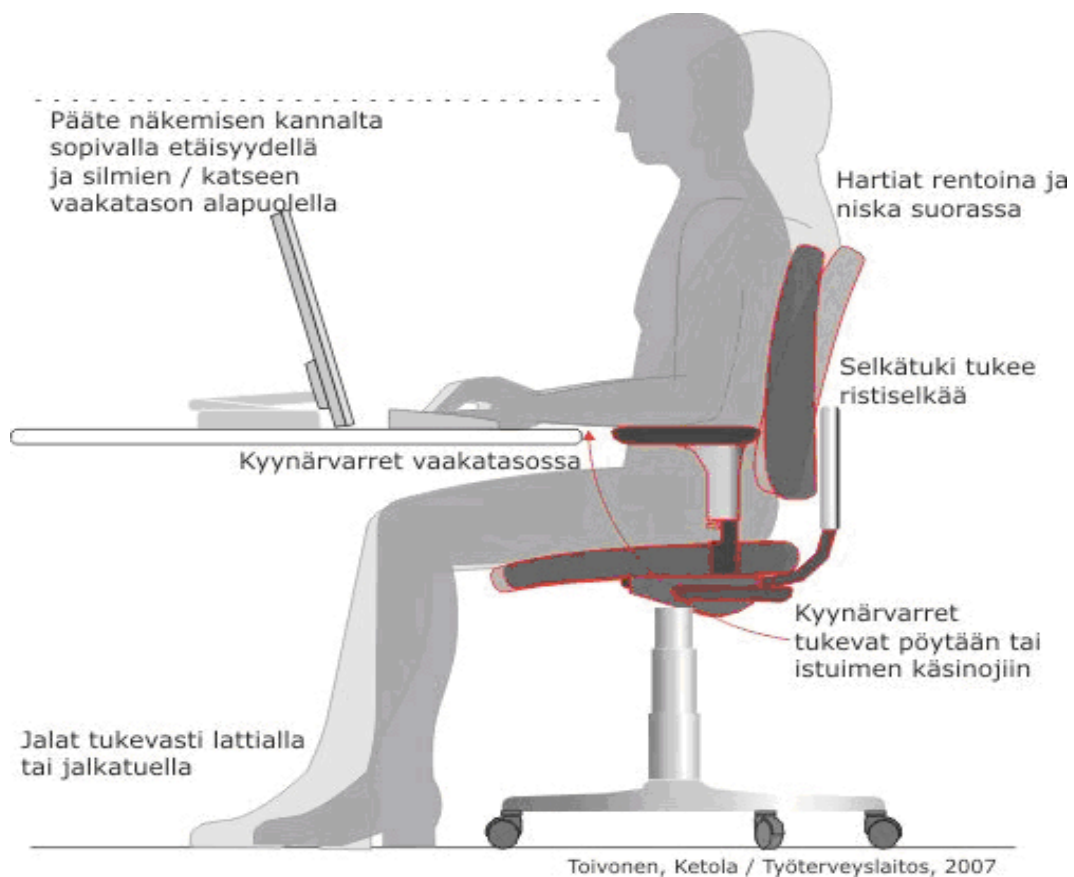 Pääte näkemisen kannalta
sopivalla etäisyydellä
ja silmien / katseen
vaakatason alapuolella
Hartiat rentoina ja
niska suorassa
Selkätuki tukee
ristiselkää
Kyynärvarret vaakatasossa
Kyynärvarret
tukevat pöytään tai
istuimen käsinojiin
Jalat tukevasti lattialla
tai jalkatuella
Toivonen, Ketola / Työterveyslaitos, 2007